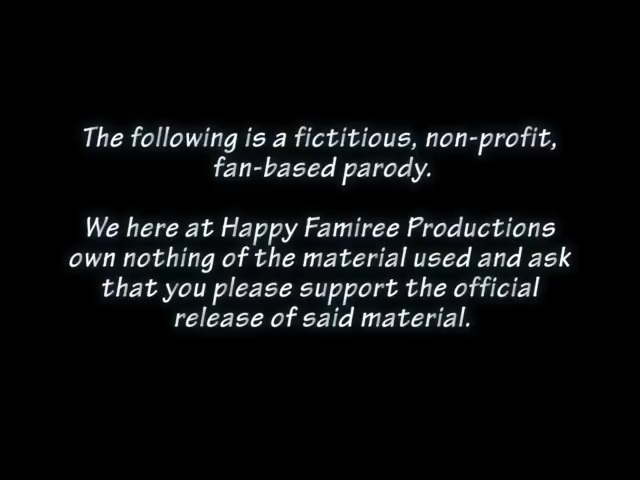 The following is a fictitious, non-profit,
fan-based parody.
We here at Happy Famiree Productions
own nothing of the material used and ask
that you please support the official
release of said material.